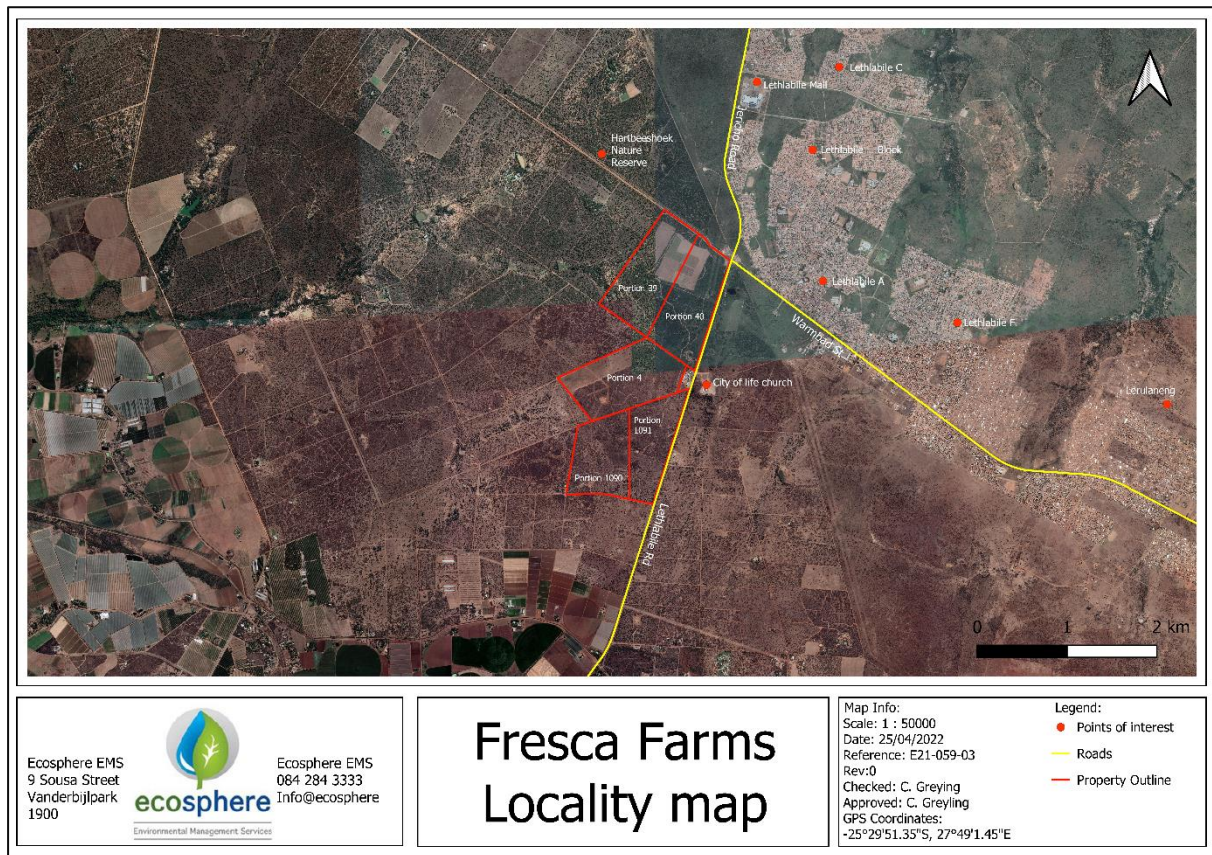 Lethlabile C
Lethlabile Mall
Jericho Road
Hartbeeshoek
Nature
Reserve
Lethlabile
Block
Portion 39
Portion 40
Lethlabile A
Lethlabile F
Warmbad St
Portion 4
City of life church
Lerulaneng
Portion
1091
Portion 1090
Lethlabile Rd
0 1 2 km
Ecosphere EMS
9 Sousa Street
Vanderbijlpark
1900
ecosphere
Environmental Management Services
Ecosphere EMS
084 284 3333
Info@ecosphere
Fresca Farms
Locality map
Map Info:
Scale: 1 : 50000
Date: 25/04/2022
Reference: E21-059-03
Rev:0
Checked: C. Greying
Approved: C. Greyling
GPS Coordinates:
-25°29'51.35"S, 27°49'1.45"E
Legend:
Points of interest
Roads
Property Outline